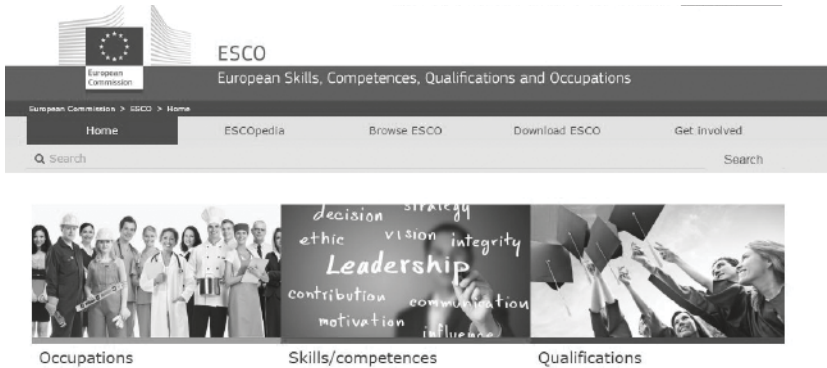 ESCO
European
Commission
European Skills, Competences, Qualifications and Occupations
European Commission > ESCO > Home
Home ESCOpedia Browse ESCO Download ESCO Get involved
Search Search
decision strategy
ethic vision integrity
Leadership
contribution communication
motivation influence
Occupations Skills/competences Qualifications